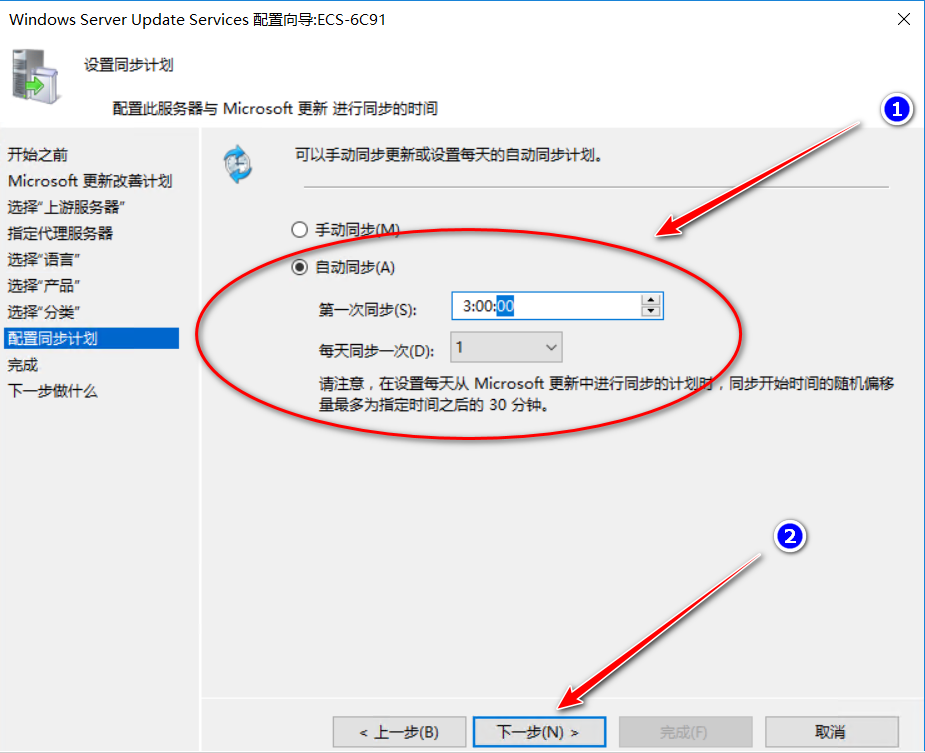 Windows Server Update Services 配置向导:ECS-6C91
设置同步计划
配置此服务器与 Microsoft 更新 进行同步的时间
1
开始之前
Microsoft 更新改善计划
选择"上游服务器"
指定代理服务器
选择"语言"
选择"产品"
选择"分类"
配置同步计划
完成
下一步做什么
可以手动同步更新或设置每天的自动同步计划。
手动同步(M)
自动同步(A)
第一次同步(S): 3:00:00
每天同步一次(D): 1
请注意，在设置每天从 Microsoft 更新中进行同步的计划时，同步开始时间的随机偏移
量最多为指定时间之后的 30 分钟。
2
< 上一步(B) 下一步(N) > 完成(F) 取消